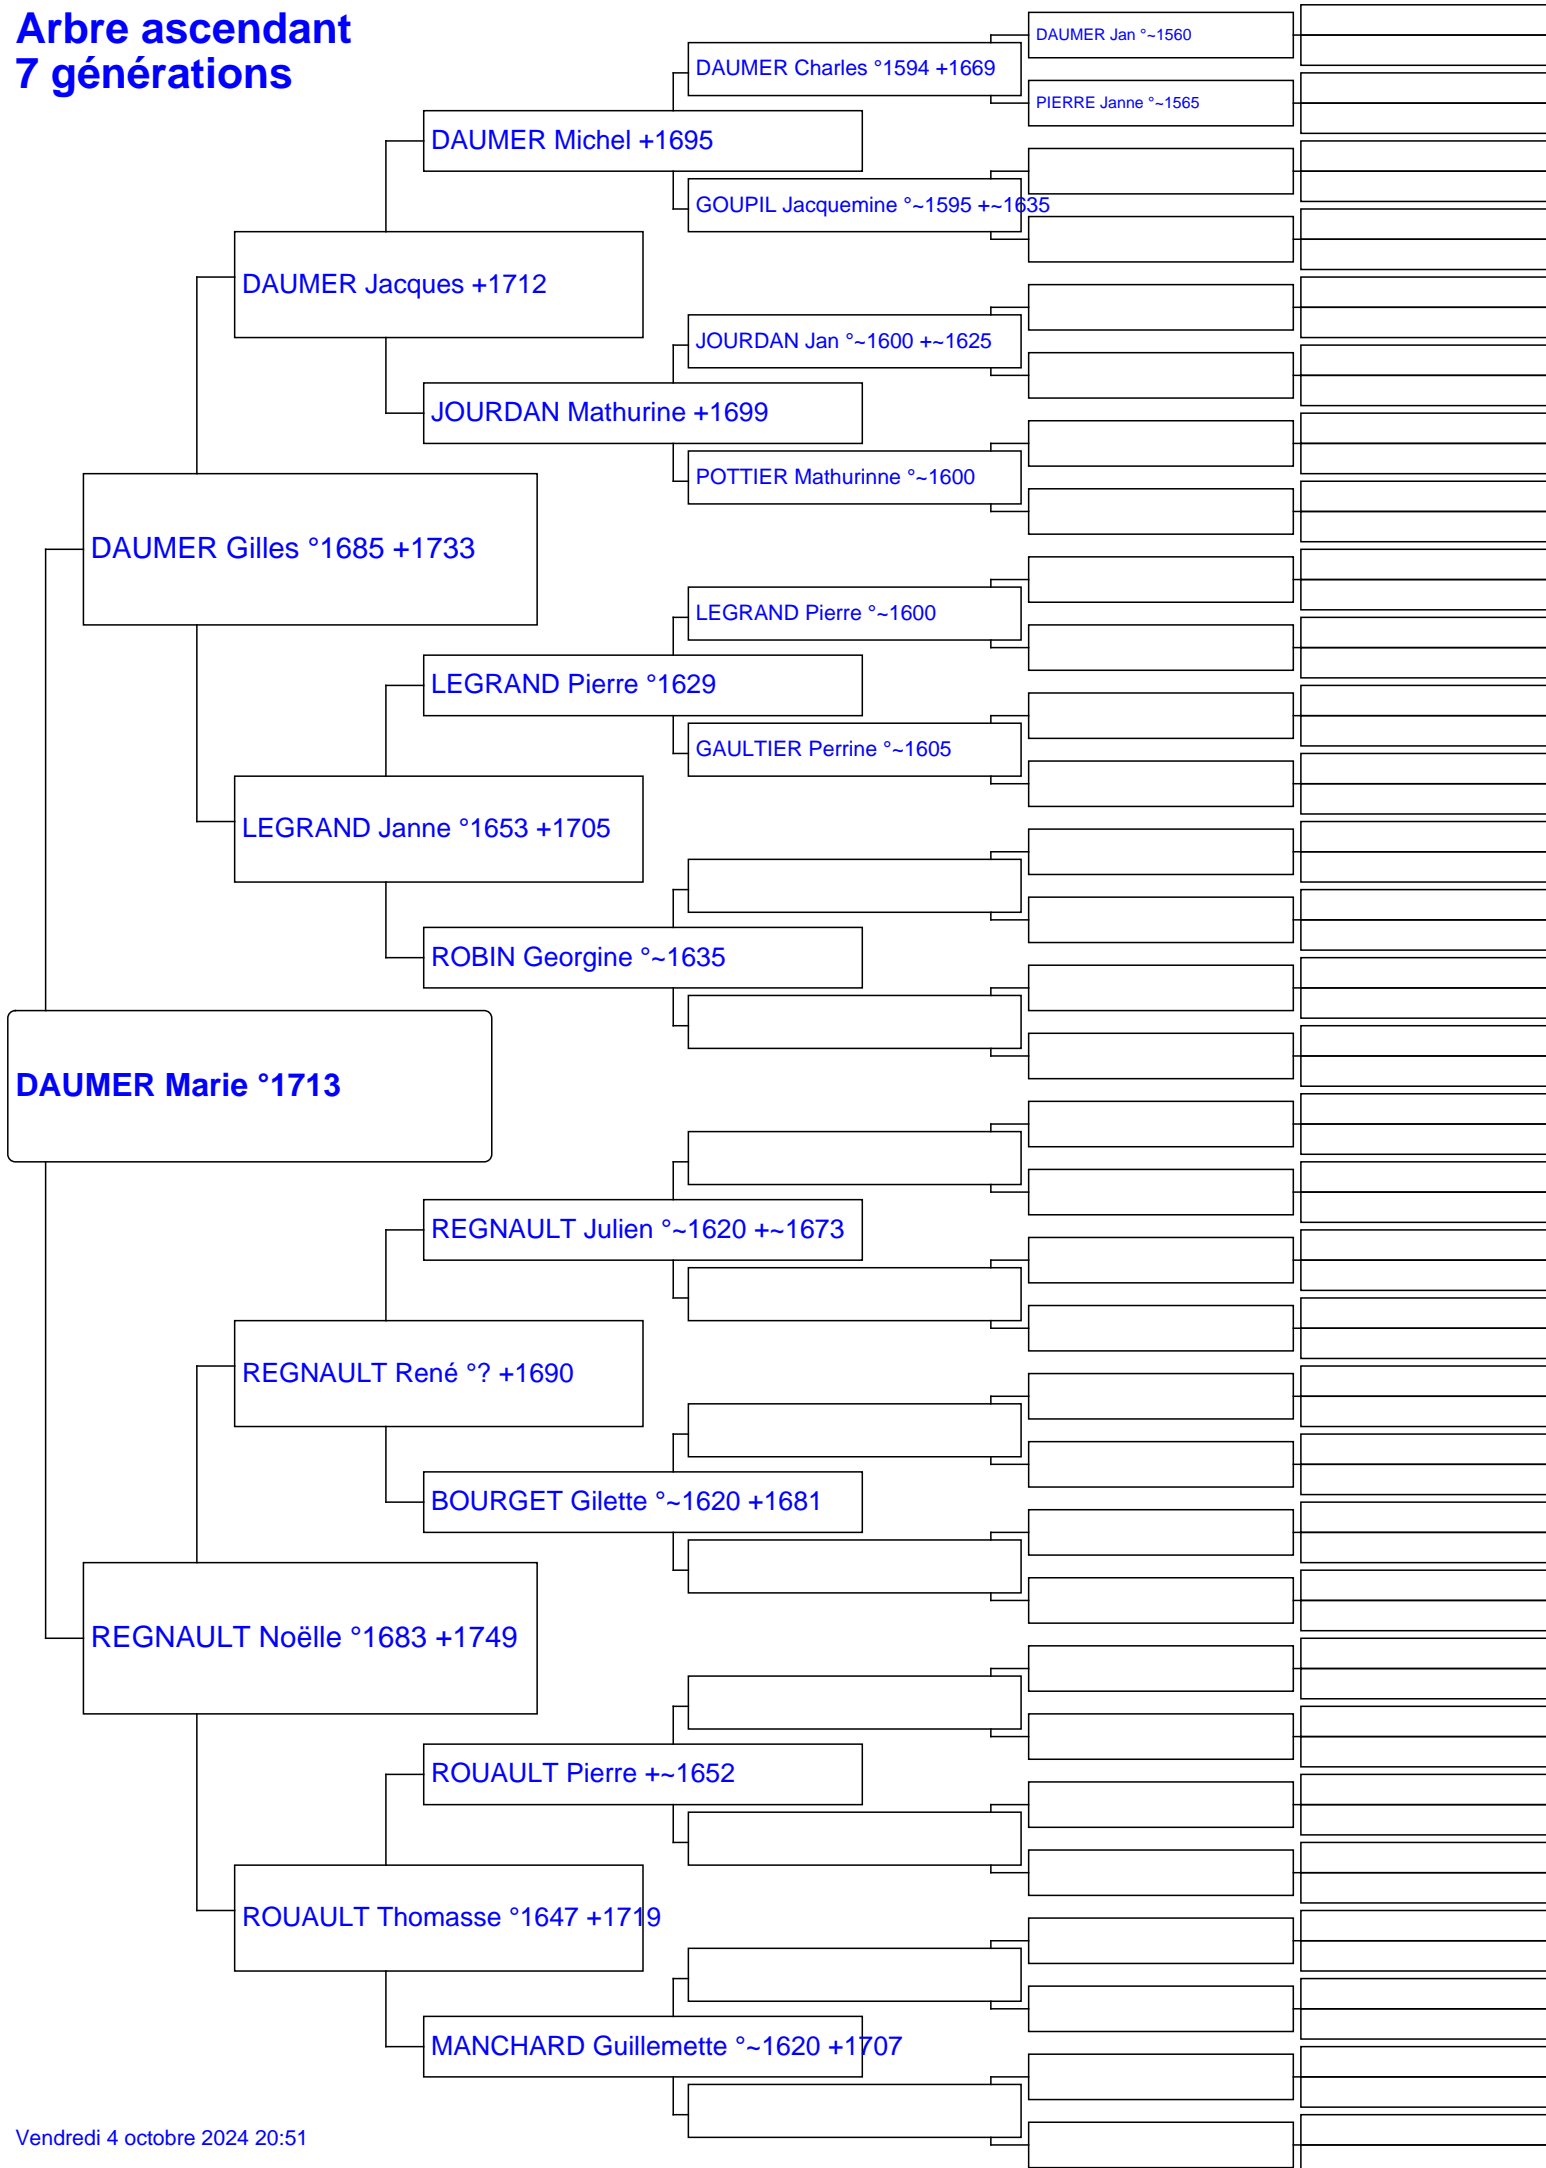 Arbre ascendant
7 générations
DAUMER Jan °~1560
DAUMER Charles °1594 +1669
PIERRE Janne °~1565
DAUMER Michel +1695
GOUPIL Jacquemine °~1595 +~1635
DAUMER Jacques +1712
JOURDAN Jan °~1600 +~1625
JOURDAN Mathurine +1699
POTTIER Mathurinne °~1600
DAUMER Gilles °1685 +1733
LEGRAND Pierre °~1600
LEGRAND Pierre °1629
GAULTIER Perrine °~1605
LEGRAND Janne °1653 +1705
ROBIN Georgine °~1635
DAUMER Marie °1713
REGNAULT Julien °~1620 +~1673
REGNAULT René °? +1690
BOURGET Gilette °~1620 +1681
REGNAULT Noëlle °1683 +1749
ROUAULT Pierre +~1652
ROUAULT Thomasse °1647 +1719
MANCHARD Guillemette °~1620 +1707
Vendredi 4 octobre 2024 20:51